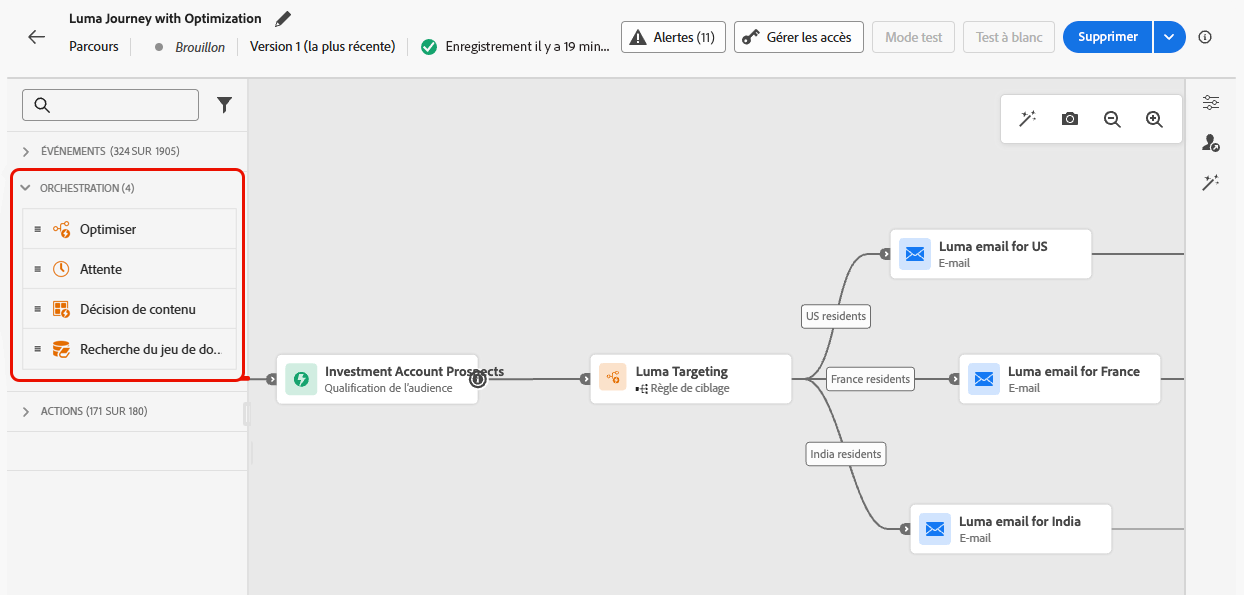 Luma Journey with Optimization
Parcours
Brouillon
Version 1 (la plus récente)
Enregistrement il y a 19 min...
Alertes (11)
Gérer les accès
Mode test
Test à blanc
Supprimer
ÉVÉNEMENTS (324 SUR 1905)
ORCHESTRATION (4)
Optimiser
Attente
Décision de contenu
Recherche du jeu de do...
ACTIONS (171 SUR 180)
Investment Account Prospects
Qualification de l'audience
Luma Targeting
Règle de ciblage
US residents
France residents
India residents
Luma email for US
E-mail
Luma email for France
E-mail
Luma email for India
E-mail